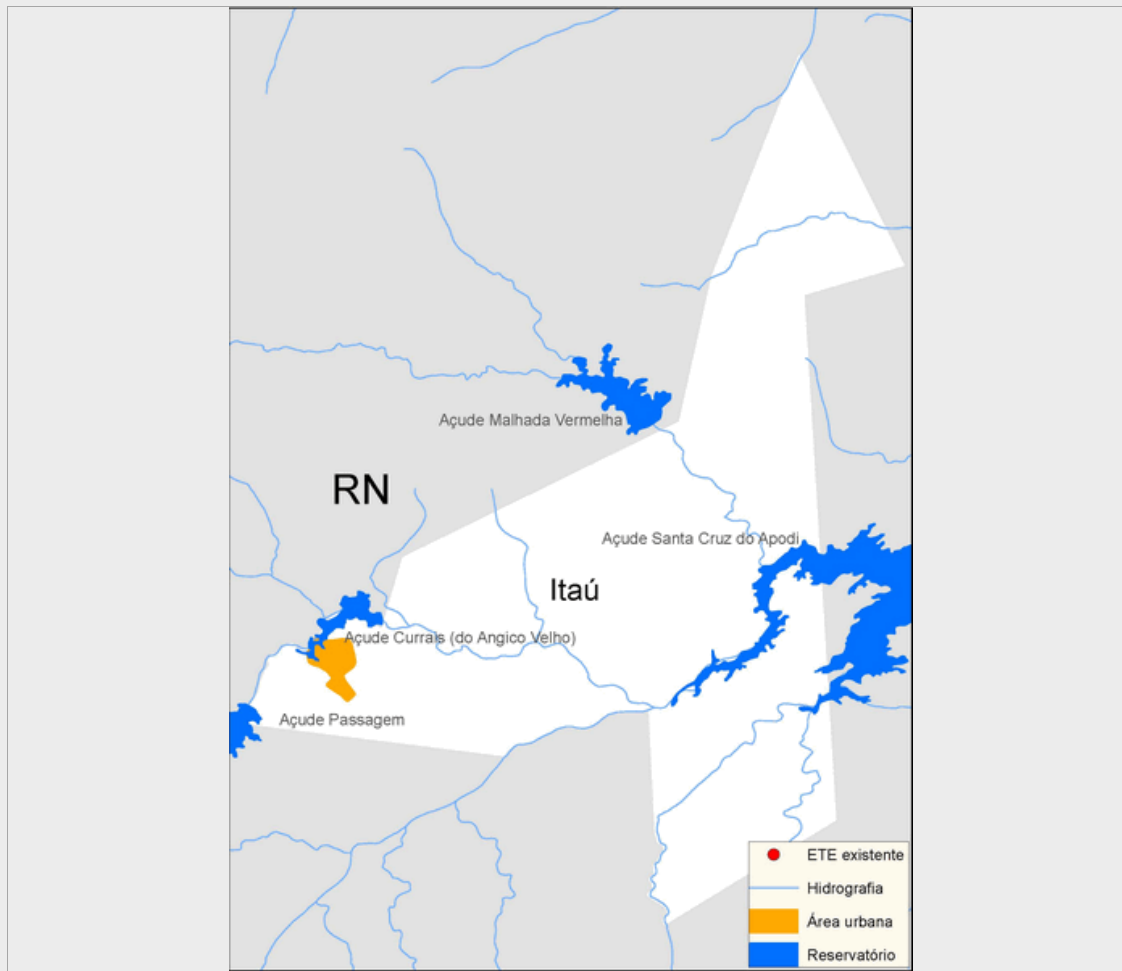 Açude Malhada Vermelha
RN
Açude Santa Cruz do Apodi
Itaú
Açude Currais (do Angico Velho)
Açude Passagem
ETE existente
Hidrografia
Área urbana
Reservatório